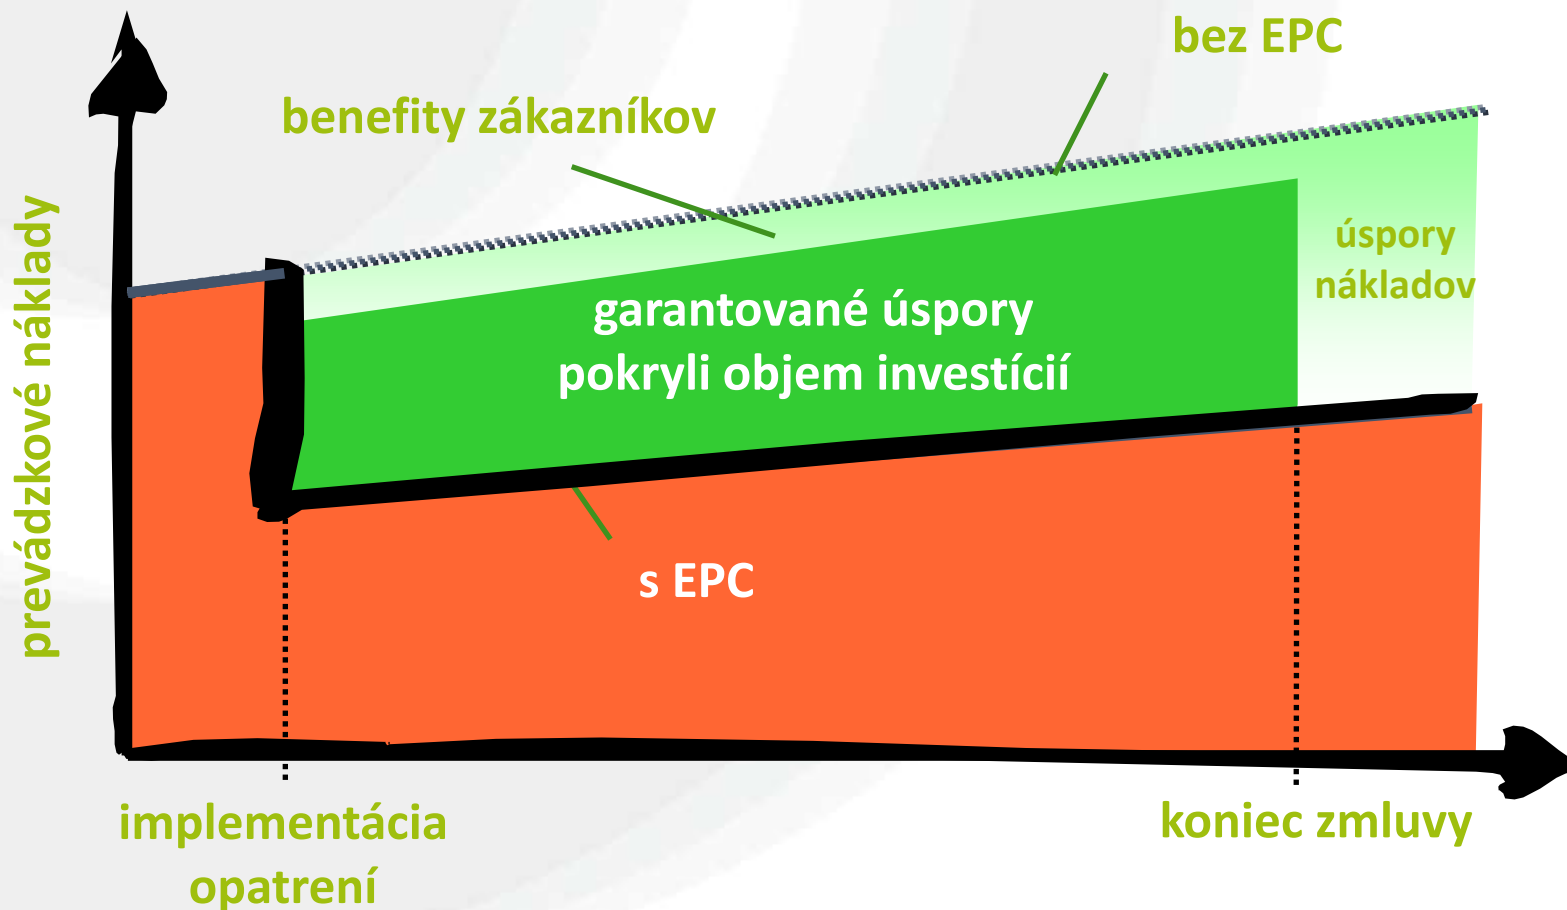 bez EPC
benefity zákazníkov
prevádzkové náklady
úspory
nákladov
garantované úspory
pokryli objem investícií
s EPC
implementácia
opatrení
koniec zmluvy